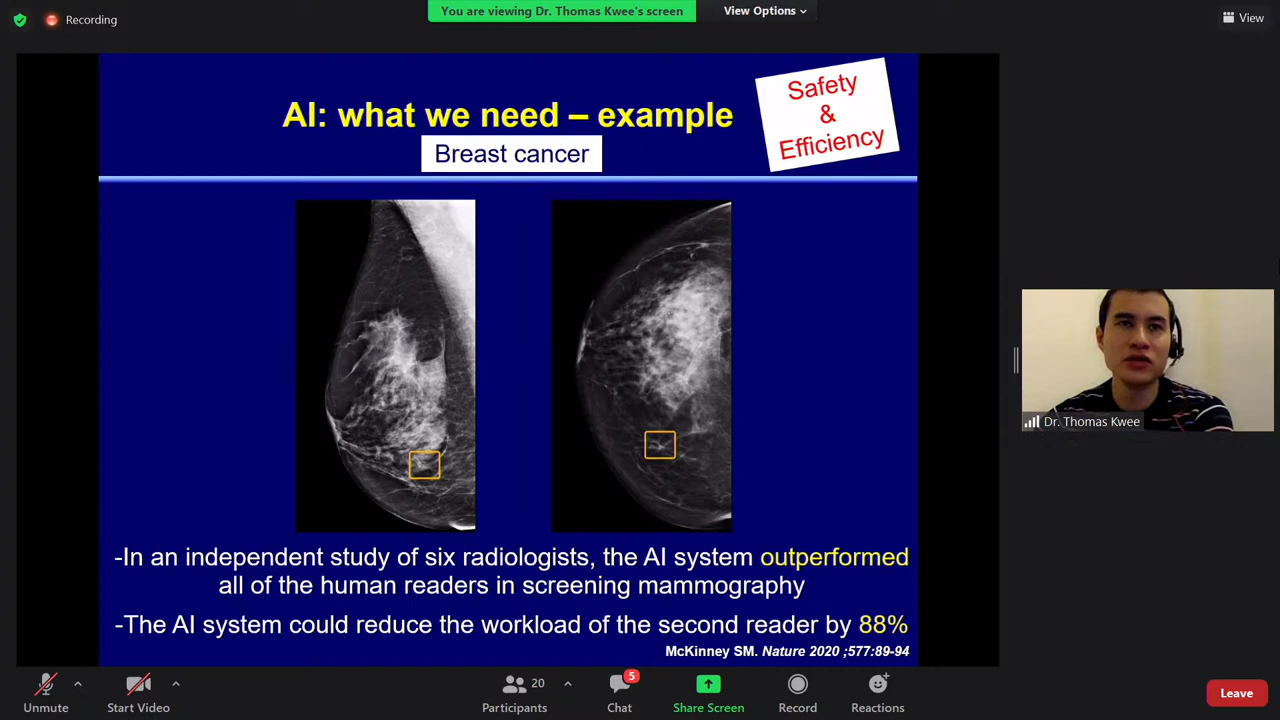 Recording
You are viewing Dr. Thomas Kwee's screen
View Options
View
AI: what we need – example
Breast cancer
Safety
&
Efficiency
-In an independent study of six radiologists, the AI system outperformed
all of the human readers in screening mammography
-The AI system could reduce the workload of the second reader by 88%
McKinney SM. Nature 2020 ;577:89-94
Dr. Thomas Kwee
Unmute
Start Video
20
Participants
5
Chat
Share Screen
Record
Reactions
Leave